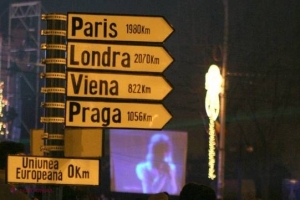 Paris 1980Km
Londra 2070Km
Viena 822Km
Praga 1056Km
Uniunea
Europeana 0Km